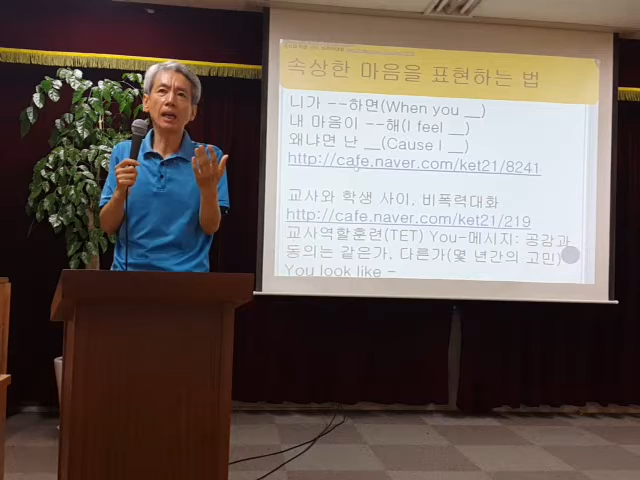 속상한 마음을 표현하는 법
니가 --하면(When you __)
내 마음이 --해(I feel __)
왜냐면 난 __(Cause I __)
http://cafe.naver.com/ket21/8241
교사와 학생 사이. 비폭력대화
http://cafe.naver.com/ket21/219
교사역할훈련(TET) You-메시지: 공감과
동의는 같은가. 다른가(몇 년간의 고민)
You look like -